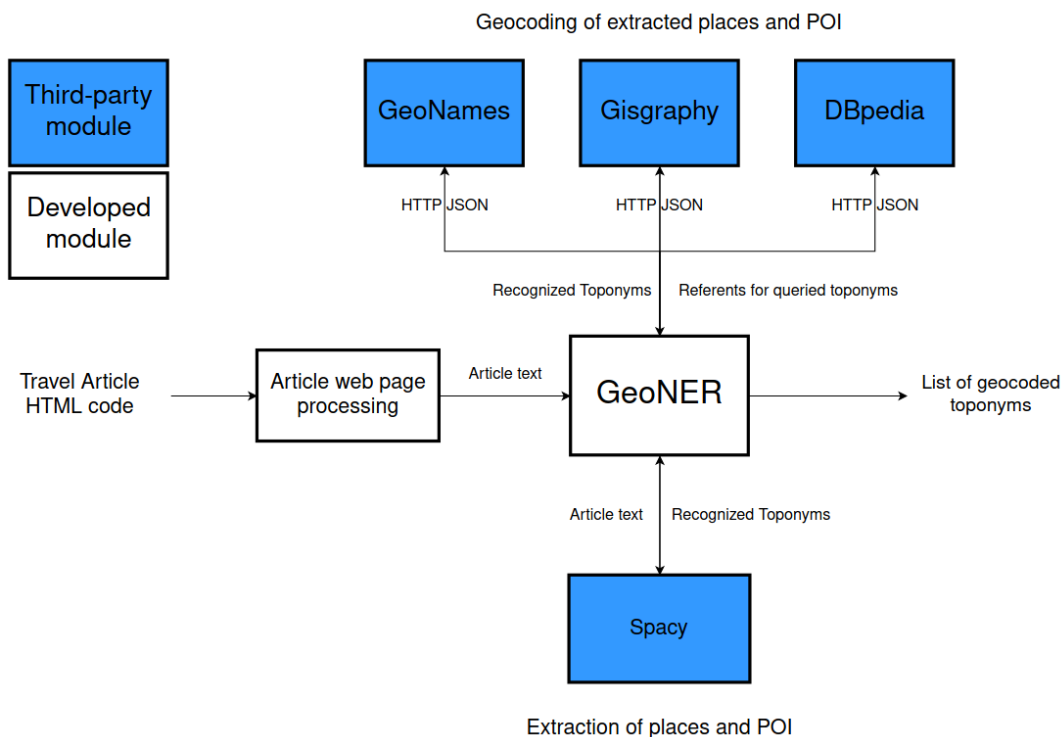 Geocoding of extracted places and POI
Third-party
module
GeoNames
Gisgraphy
DBpedia
Developed
module
HTTP JSON
HTTP JSON
HTTP JSON
Recognized Toponyms
Referents for queried toponyms
Travel Article
HTML code
Article web page
processing
Article text
GeoNER
List of geocoded
toponyms
Article text
Recognized Toponyms
Spacy
Extraction of places and POI